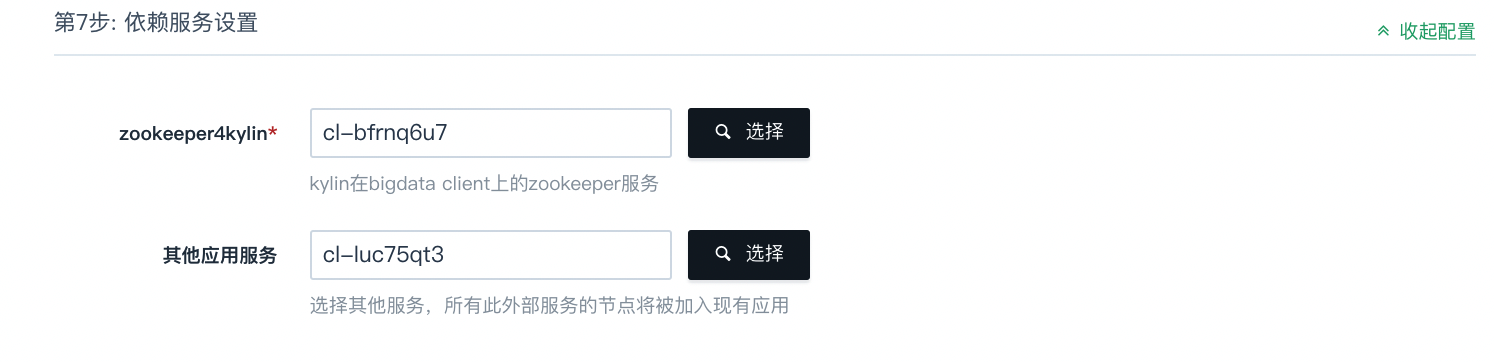 第7步: 依赖服务设置
收起配置
zookeeper4kylin*
cl-bfrnq6u7
选择
kylin在bigdata client上的zookeeper服务
其他应用服务
cl-luc75qt3
选择
选择其他服务，所有此外部服务的节点将被加入现有应用